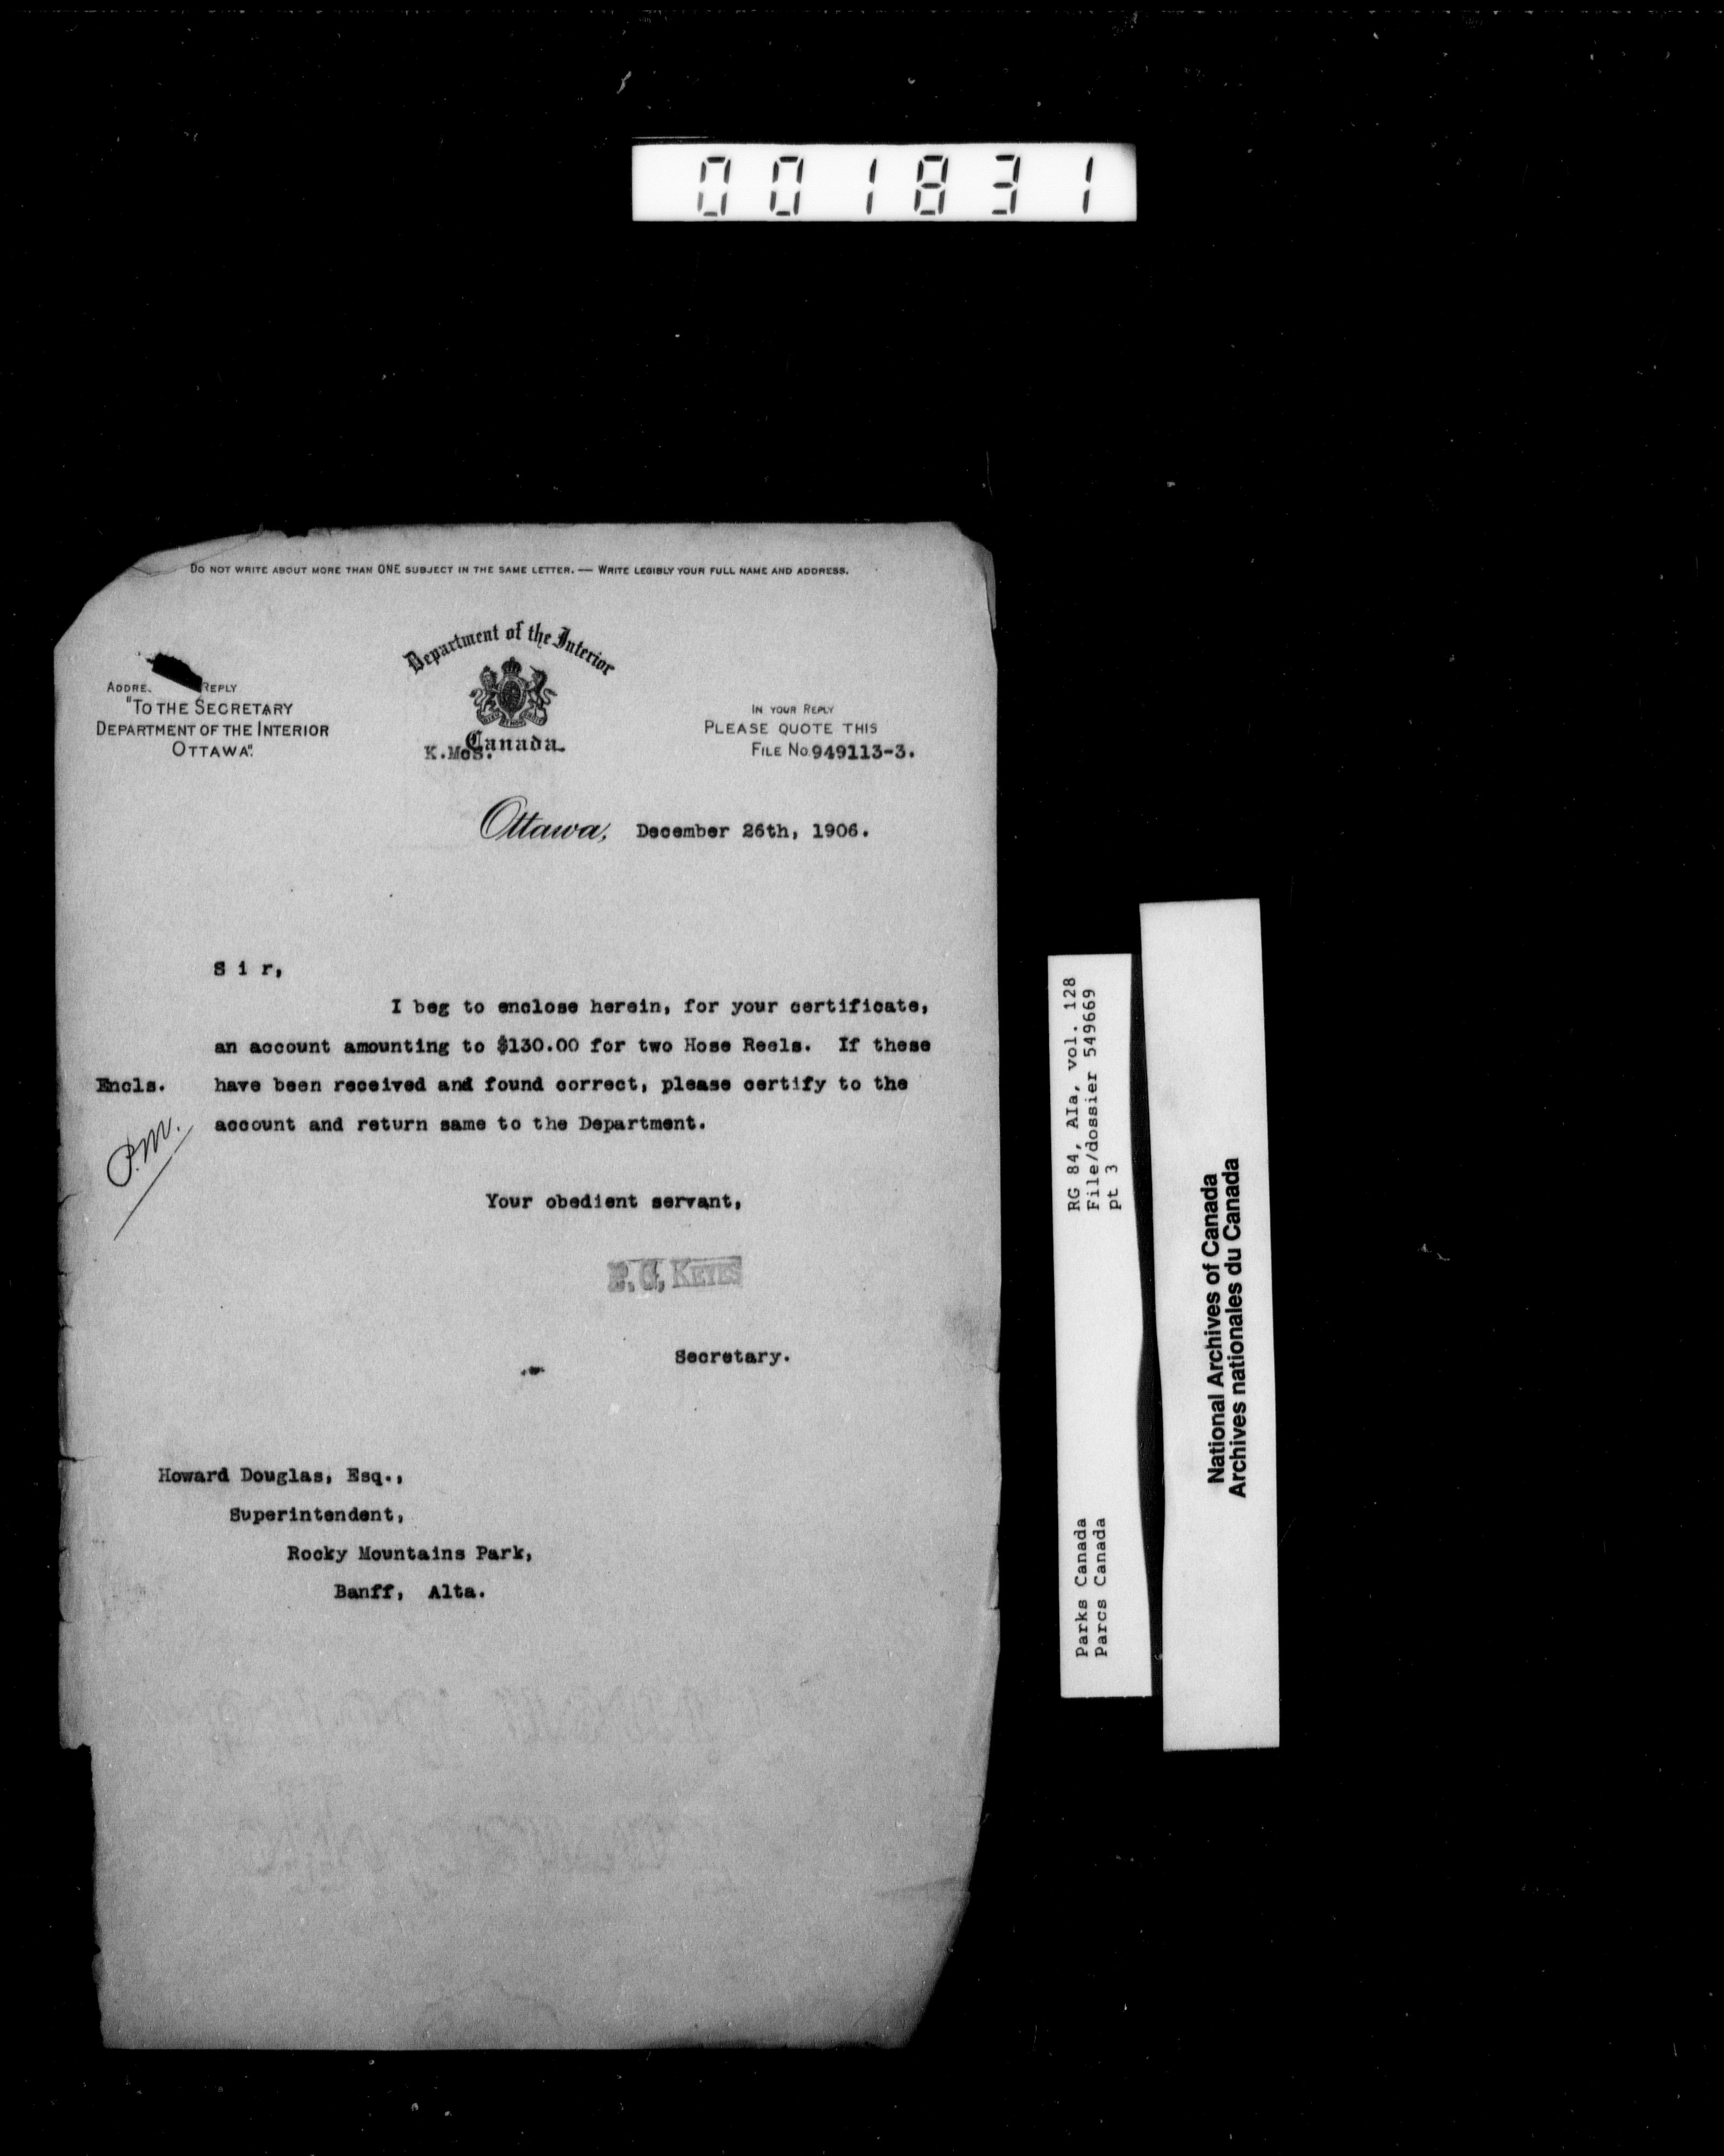 001831
DO NOT WRITE ABOUT MORE THAN ONE SUBJECT IN THE SAME LETTER. — WRITE LEGIBLY YOUR FULL NAME AND ADDRESS.
Department of the Interior
Canada
K.McS.
ADDRE. REPLY
"TO THE SECRETARY
DEPARTMENT OF THE INTERIOR
OTTAWA".
IN YOUR REPLY
PLEASE QUOTE THIS
FILE No. 949113-3.
Ottawa, December 26th, 1906.
S i r,
I beg to enclose herein, for your certificate,
an account amounting to $130.00 for two Hose Reels. If these
Encls. have been received and found correct, please certify to the
account and return same to the Department.
P.M.
Your obedient servant,
P. G. KEYES
Secretary.
Howard Douglas, Esq.,
Superintendent,
Rocky Mountains Park,
Banff, Alta.
RG 84, AIa, vol. 128
File/dossier 549669
pt 3
Parks Canada
Parcs Canada
National Archives of Canada
Archives nationales du Canada